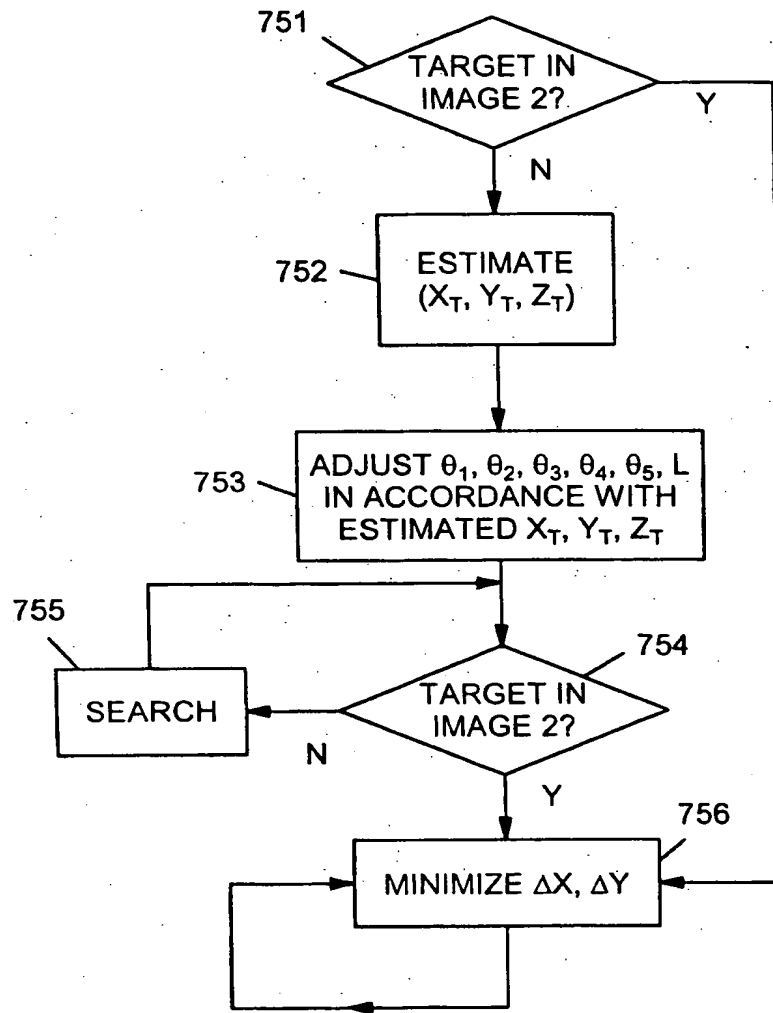 751
TARGET IN
IMAGE 2?
Y
N
752
ESTIMATE
(X_T, Y_T, Z_T)
753
ADJUST θ₁, θ₂, θ₃, θ₄, θ₅, L
IN ACCORDANCE WITH
ESTIMATED X_T, Y_T, Z_T
755
754
SEARCH
TARGET IN
IMAGE 2?
N
Y
756
MINIMIZE ΔX, ΔY